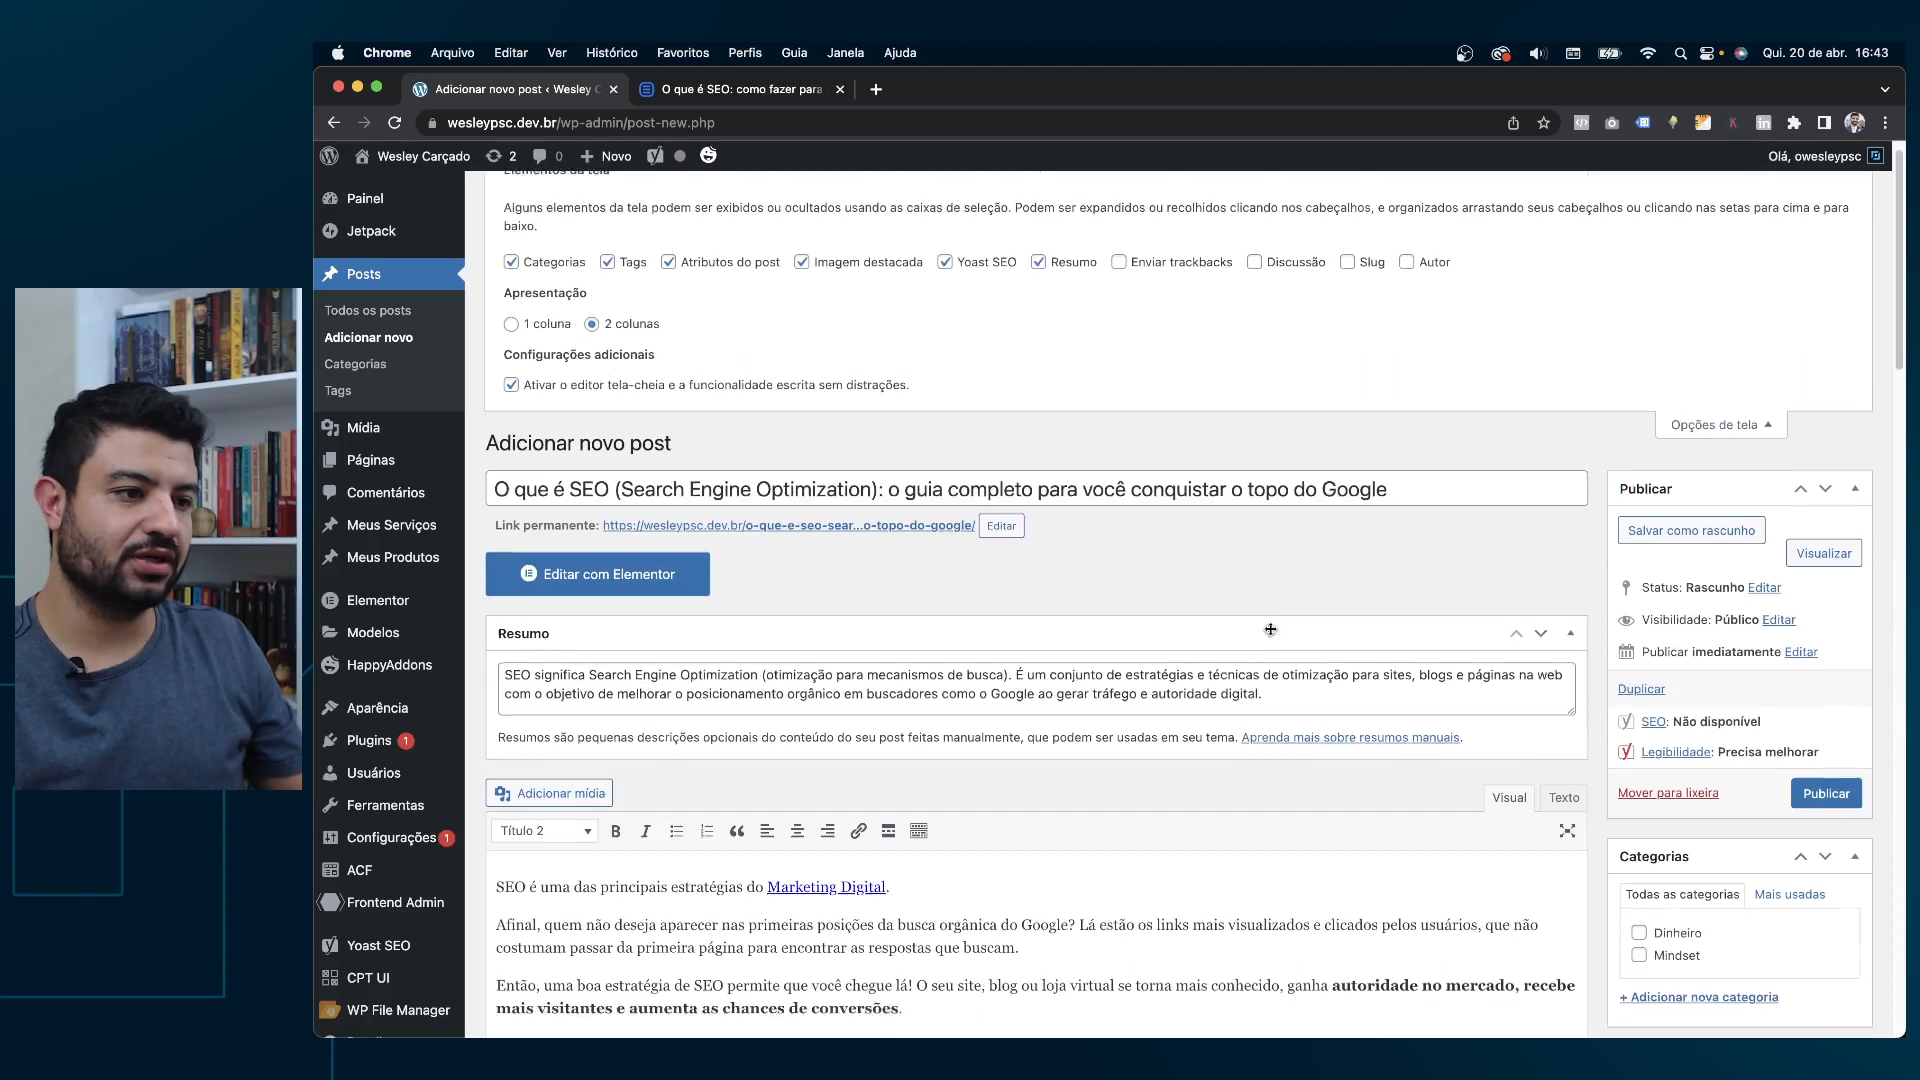 Chrome Arquivo Editar Ver Histórico Favoritos Perfis Guia Janela Ajuda Qui. 20 de abr. 16:43
Adicionar novo post ‹ Wesley C O que é SEO: como fazer para
wesleypsc.dev.br/wp-admin/post-new.php
Wesley Carçado 2 0 Novo Olá, owesleypsc
Painel
Jetpack
Posts
Todos os posts
Adicionar novo
Categorias
Tags
Mídia
Páginas
Comentários
Meus Serviços
Meus Produtos
Elementor
Modelos
HappyAddons
Aparência
Plugins 1
Usuários
Ferramentas
Configurações 1
ACF
Frontend Admin
Yoast SEO
CPT UI
WP File Manager
Elementos da tela
Alguns elementos da tela podem ser exibidos ou ocultados usando as caixas de seleção. Podem ser expandidos ou recolhidos clicando nos cabeçalhos, e organizados arrastando seus cabeçalhos ou clicando nas setas para cima e para
baixo.
Categorias Tags Atributos do post Imagem destacada Yoast SEO Resumo Enviar trackbacks Discussão Slug Autor
Apresentação
1 coluna 2 colunas
Configurações adicionais
Ativar o editor tela-cheia e a funcionalidade escrita sem distrações.
Opções de tela
Adicionar novo post
O que é SEO (Search Engine Optimization): o guia completo para você conquistar o topo do Google
Link permanente: https://wesleypsc.dev.br/o-que-e-seo-sear…o-topo-do-google/ Editar
Editar com Elementor
Resumo
SEO significa Search Engine Optimization (otimização para mecanismos de busca). É um conjunto de estratégias e técnicas de otimização para sites, blogs e páginas na web
com o objetivo de melhorar o posicionamento orgânico em buscadores como o Google ao gerar tráfego e autoridade digital.
Resumos são pequenas descrições opcionais do conteúdo do seu post feitas manualmente, que podem ser usadas em seu tema. Aprenda mais sobre resumos manuais.
Adicionar mídia Visual Texto
Título 2
SEO é uma das principais estratégias do Marketing Digital.
Afinal, quem não deseja aparecer nas primeiras posições da busca orgânica do Google? Lá estão os links mais visualizados e clicados pelos usuários, que não
costumam passar da primeira página para encontrar as respostas que buscam.
Então, uma boa estratégia de SEO permite que você chegue lá! O seu site, blog ou loja virtual se torna mais conhecido, ganha autoridade no mercado, recebe
mais visitantes e aumenta as chances de conversões.
Publicar
Salvar como rascunho
Visualizar
Status: Rascunho Editar
Visibilidade: Público Editar
Publicar imediatamente Editar
Duplicar
SEO: Não disponível
Legibilidade: Precisa melhorar
Mover para lixeira Publicar
Categorias
Todas as categorias Mais usadas
Dinheiro
Mindset
+ Adicionar nova categoria